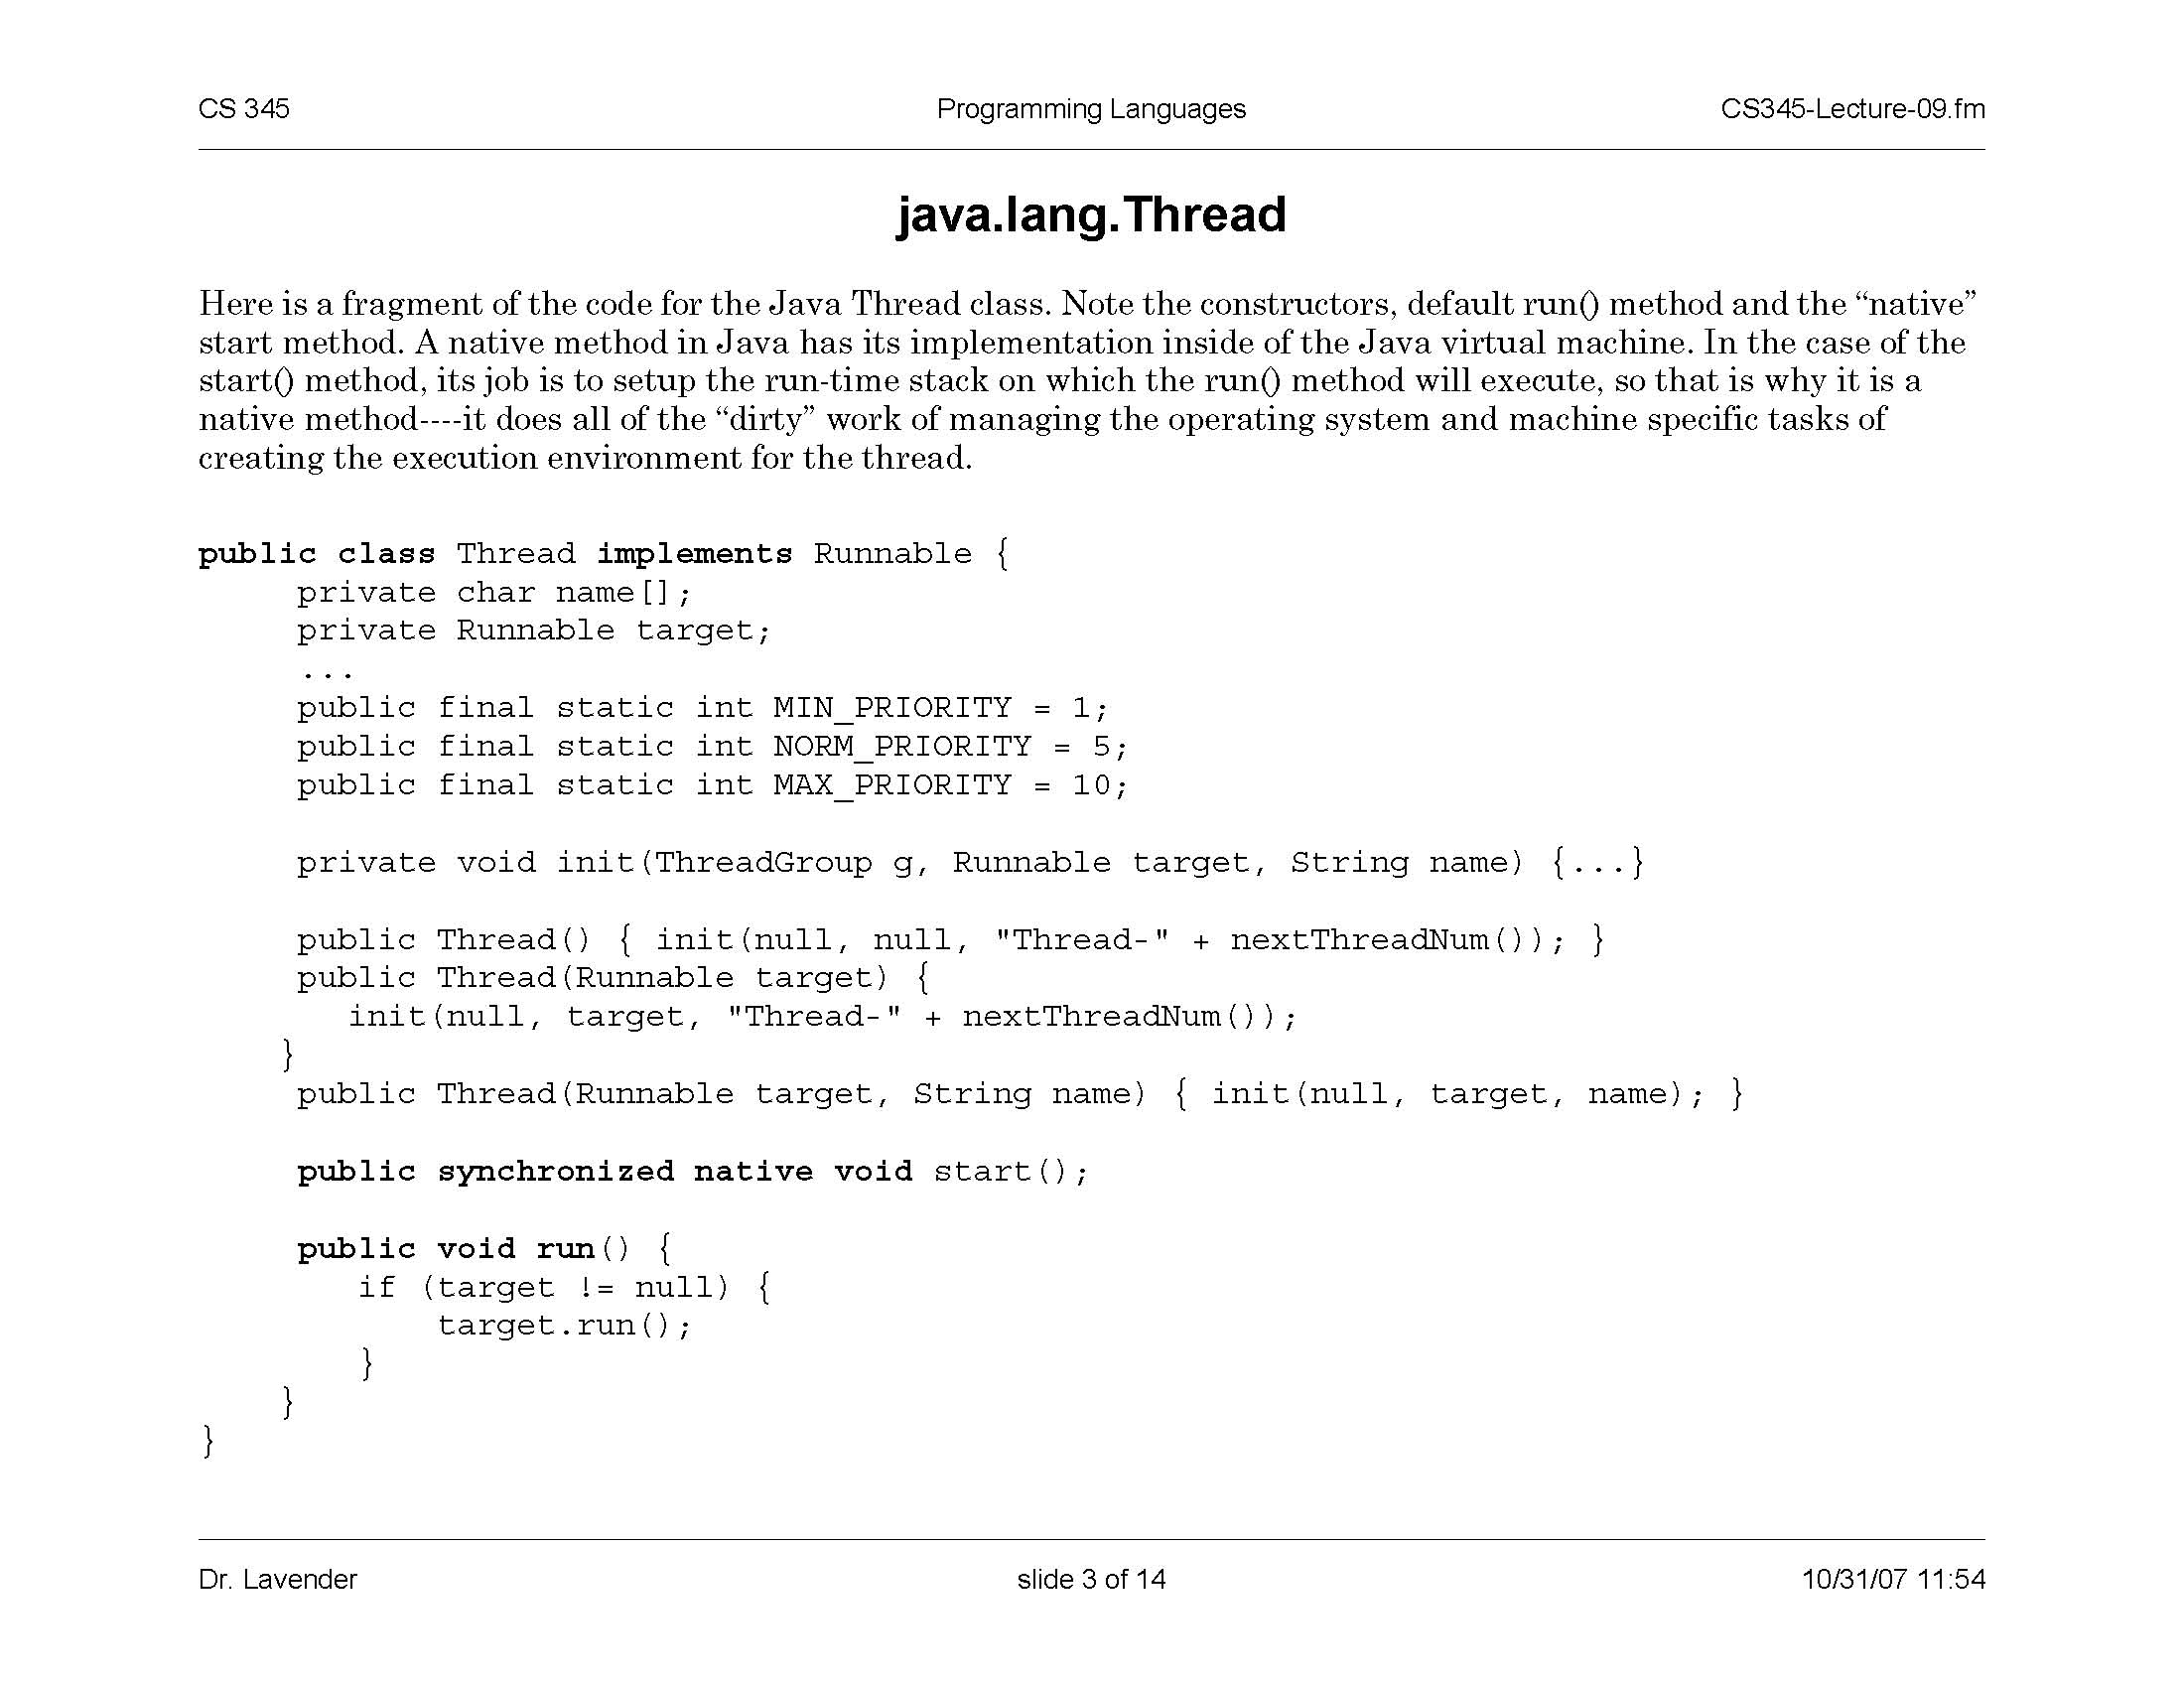 CS 345
Programming Languages
CS345-Lecture-09.fm
java.lang.Thread
Here is a fragment of the code for the Java Thread class. Note the constructors, default run() method and the “native”
start method. A native method in Java has its implementation inside of the Java virtual machine. In the case of the
start() method, its job is to setup the run-time stack on which the run() method will execute, so that is why it is a
native method----it does all of the “dirty” work of managing the operating system and machine specific tasks of
creating the execution environment for the thread.
public class Thread implements Runnable {
private char name[];
private Runnable target;
...
public final static int MIN_PRIORITY = 1;
public final static int NORM_PRIORITY = 5;
public final static int MAX_PRIORITY = 10;
private void init(ThreadGroup g, Runnable target, String name) {...}
public Thread() { init(null, null, "Thread-" + nextThreadNum()); }
public Thread(Runnable target) {
init(null, target, "Thread-" + nextThreadNum());
}
public Thread(Runnable target, String name) { init(null, target, name); }
public synchronized native void start();
public void run() {
if (target != null) {
target.run();
}
}
}
Dr. Lavender
slide 3 of 14
10/31/07 11:54